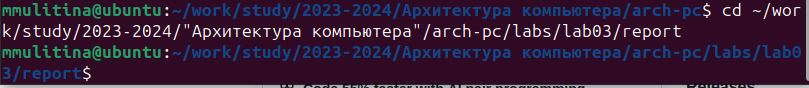 mmulitina@ubuntu:~/work/study/2023-2024/Архитектура компьютера/arch-pc$ cd ~/wor
k/study/2023-2024/"Архитектура компьютера"/arch-pc/labs/lab03/report
mmulitina@ubuntu:~/work/study/2023-2024/Архитектура компьютера/arch-pc/labs/lab0
3/report$